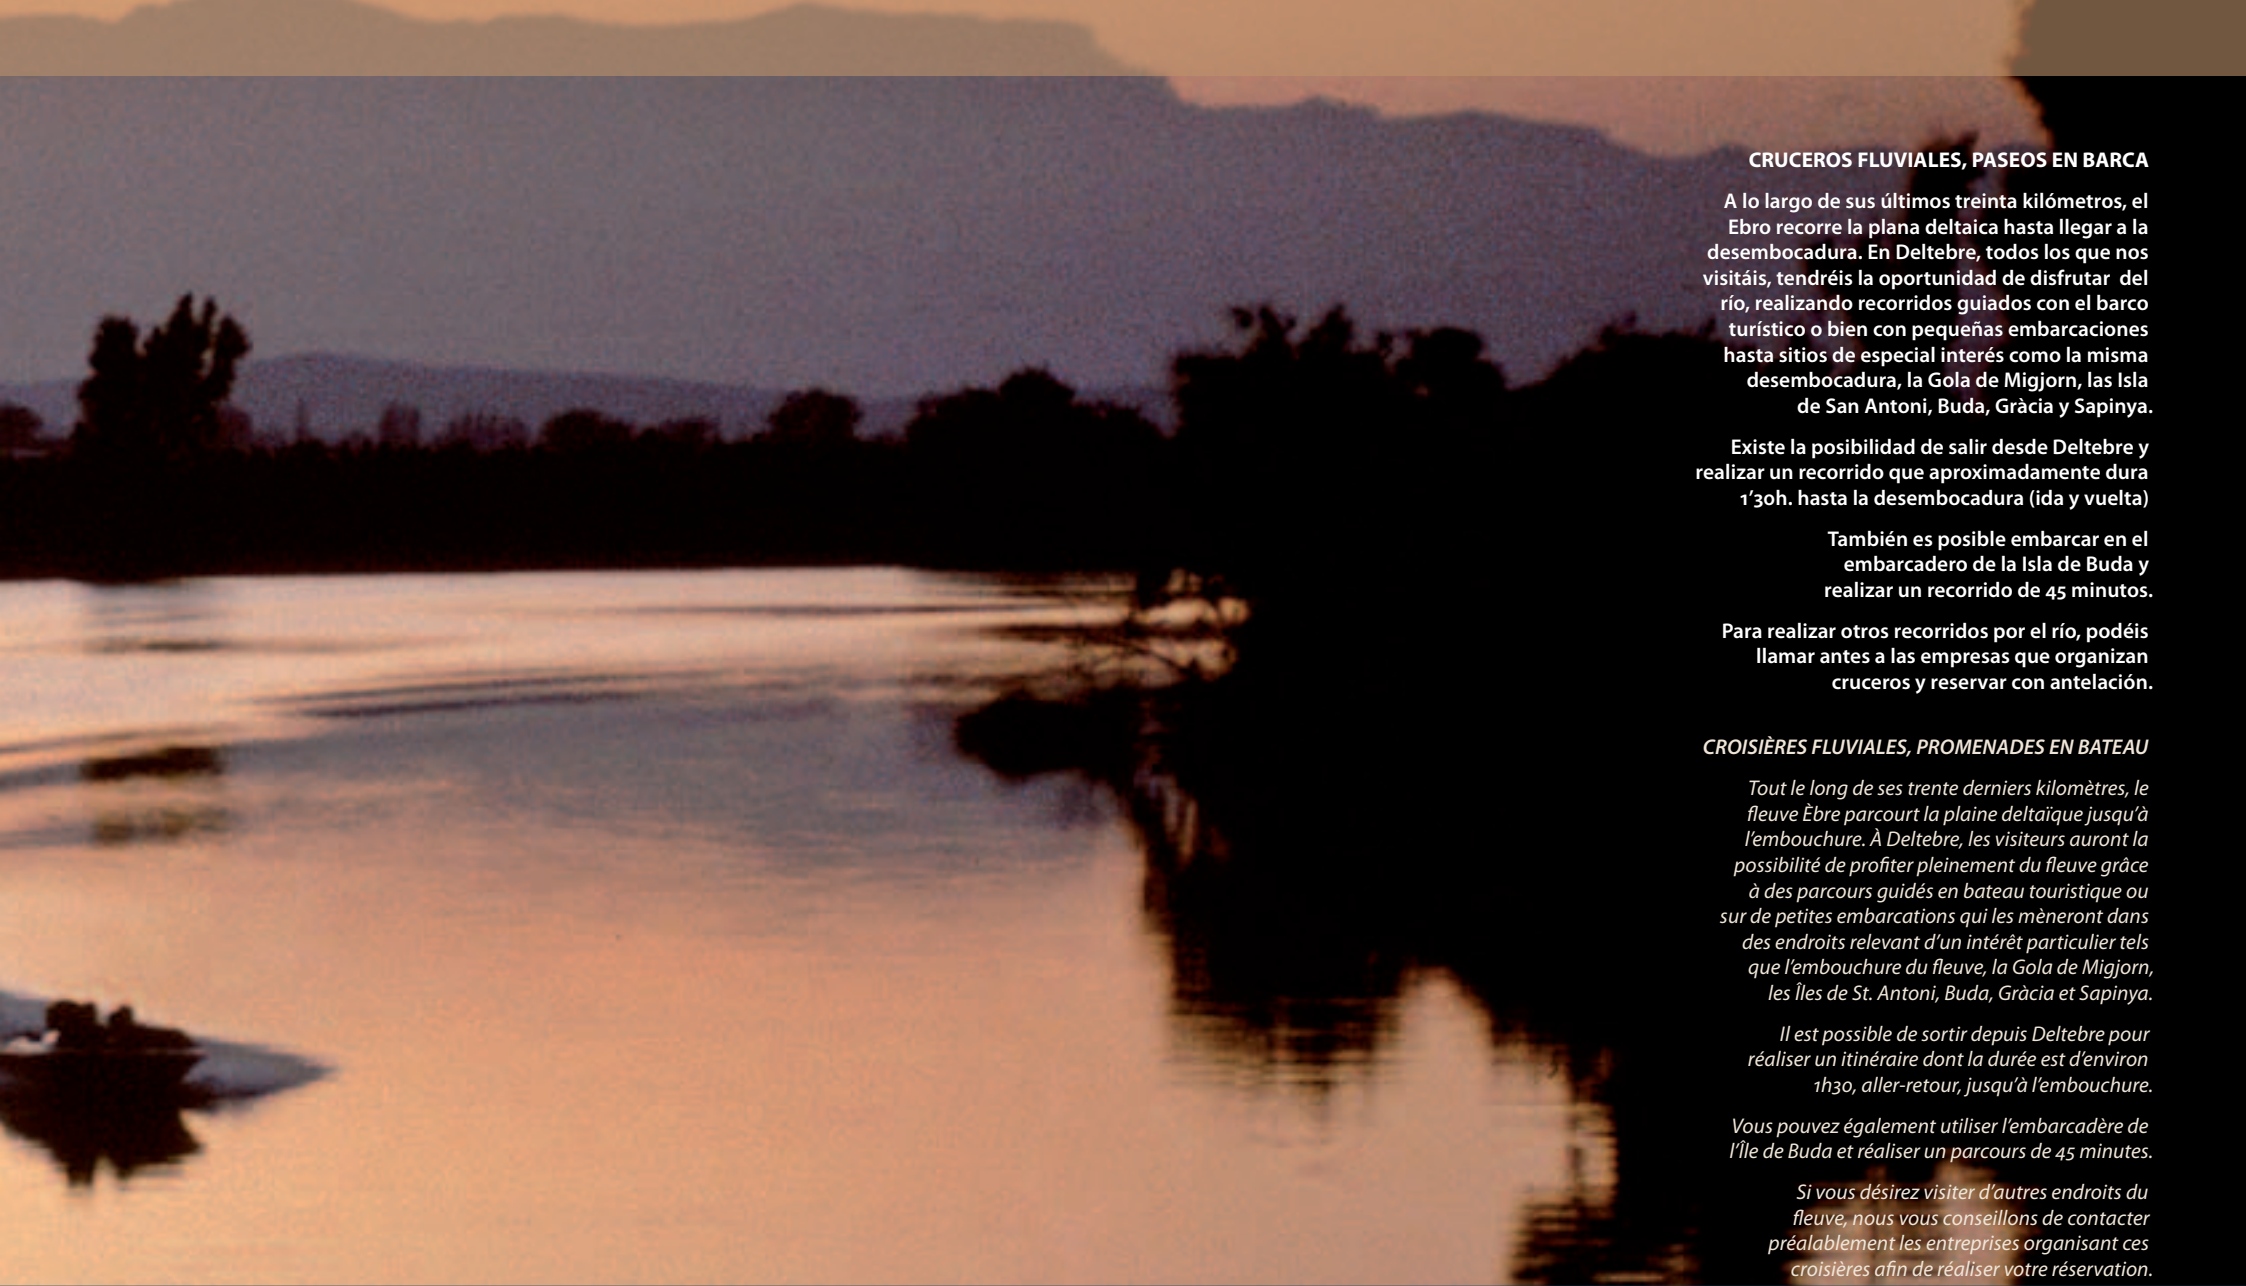 CRUCEROS FLUVIALES, PASEOS EN BARCA
A lo largo de sus últimos treinta kilómetros, el
Ebro recorre la plana deltaica hasta llegar a la
desembocadura. En Deltebre, todos los que nos
visitáis, tendréis la oportunidad de disfrutar  del
río, realizando recorridos guiados con el barco
turístico o bien con pequeñas embarcaciones
hasta sitios de especial interés como la misma
desembocadura, la Gola de Migjorn, las Isla
de San Antoni, Buda, Gràcia y Sapinya.
Existe la posibilidad de salir desde Deltebre y
realizar un recorrido que aproximadamente dura
1’30h. hasta la desembocadura (ida y vuelta)
También es posible embarcar en el
embarcadero de la Isla de Buda y
realizar un recorrido de 45 minutos.
Para realizar otros recorridos por el río, podéis
llamar antes a las empresas que organizan
cruceros y reservar con antelación.
CROISIÈRES FLUVIALES, PROMENADES EN BATEAU
Tout le long de ses trente derniers kilomètres, le
fleuve Èbre parcourt la plaine deltaïque jusqu’à
l’embouchure. À Deltebre, les visiteurs auront la
possibilité de profiter pleinement du fleuve grâce
à des parcours guidés en bateau touristique ou
sur de petites embarcations qui les mèneront dans
des endroits relevant d’un intérêt particulier tels
que l’embouchure du fleuve, la Gola de Migjorn,
les Îles de St. Antoni, Buda, Gràcia et Sapinya.
Il est possible de sortir depuis Deltebre pour
réaliser un itinéraire dont la durée est d’environ
1h30, aller-retour, jusqu’à l’embouchure.
Vous pouvez également utiliser l’embarcadère de
l’Île de Buda et réaliser un parcours de 45 minutes.
Si vous désirez visiter d’autres endroits du
fleuve, nous vous conseillons de contacter
préalablement les entreprises organisant ces
croisières afin de réaliser votre réservation.